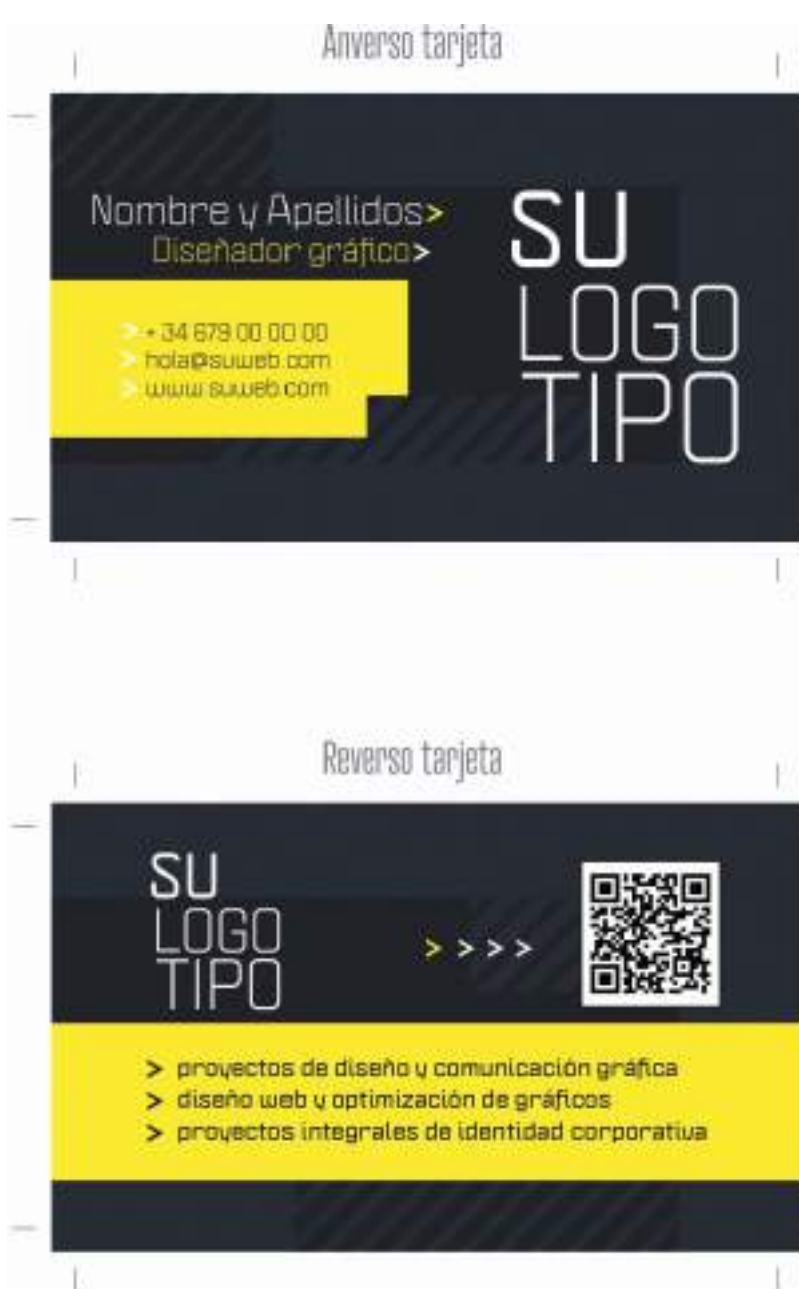 Anverso tarjeta
Nombre y Apellidos>
Diseñador gráfico>
> + 34 679 00 00 00
> hola@suweb.com
> www.suweb.com
SU
LOGO
TIPO
Reverso tarjeta
SU
LOGO
TIPO
> > > >
> proyectos de diseño y comunicación gráfica
> diseño web y optimización de gráficos
> proyectos integrales de identidad corporativa